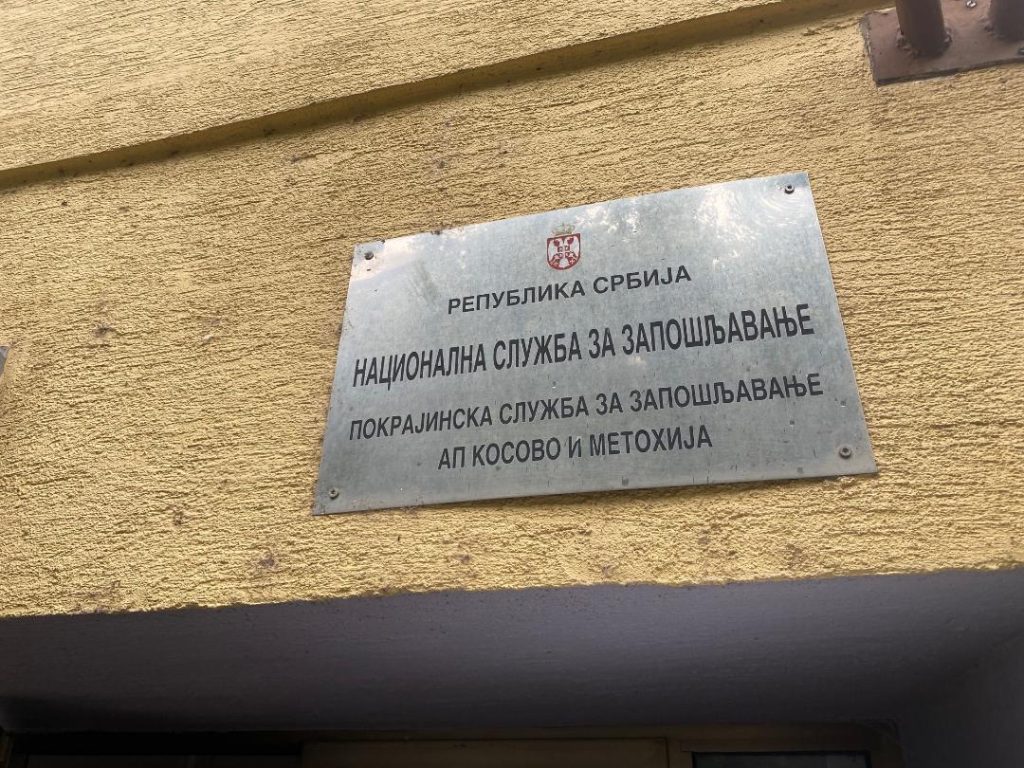 РЕПУБЛИКА СРБИЈА
НАЦИОНАЛНА СЛУЖБА ЗА ЗАПОШЉАВАЊЕ
ПОКРАЈИНСКА СЛУЖБА ЗА ЗАПОШЉАВАЊЕ
АП КОСОВО И МЕТОХИЈА